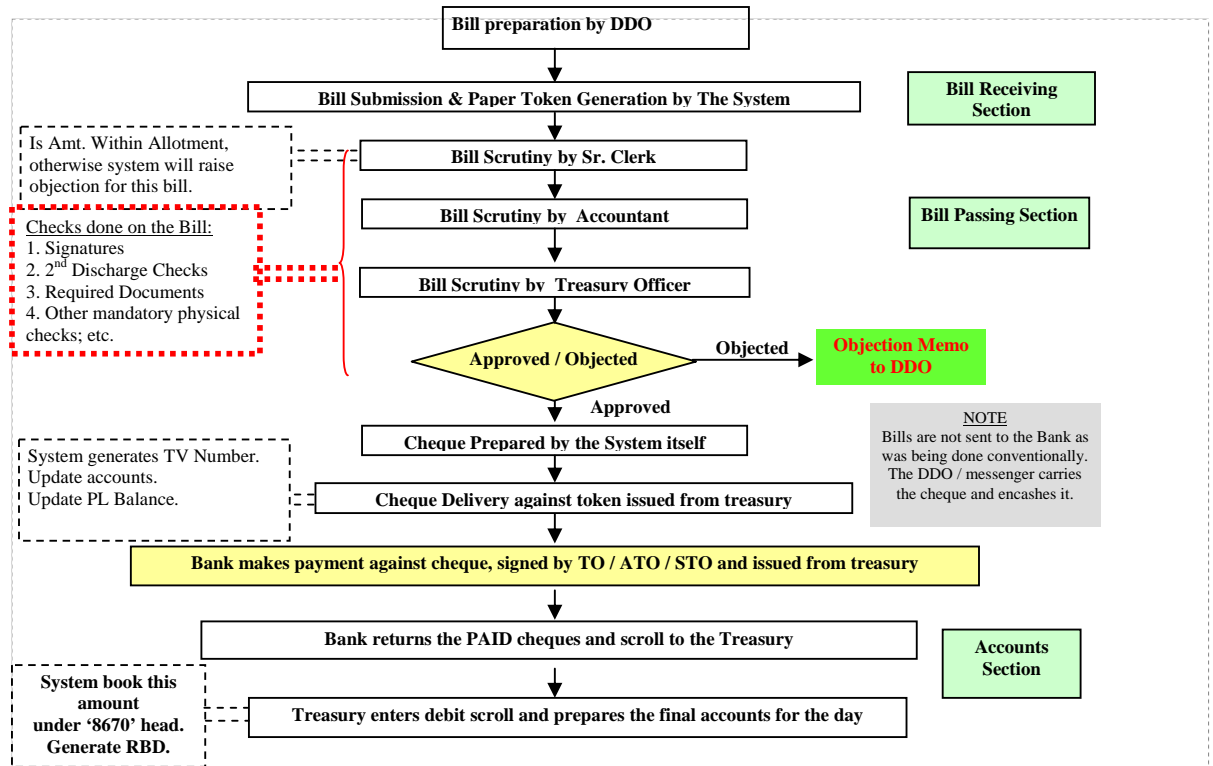 Bill preparation by DDO
Bill Submission & Paper Token Generation by The System
Bill Receiving
Section
Is Amt. Within Allotment,
otherwise system will raise
objection for this bill.
Bill Scrutiny by Sr. Clerk
Bill Scrutiny by Accountant
Bill Passing Section
Checks done on the Bill:
1. Signatures
2. 2nd Discharge Checks
3. Required Documents
4. Other mandatory physical
checks; etc.
Bill Scrutiny by Treasury Officer
Approved / Objected
Objected
Objection Memo
to DDO
Approved
NOTE
Bills are not sent to the Bank as
was being done conventionally.
The DDO / messenger carries
the cheque and encashes it.
Cheque Prepared by the System itself
System generates TV Number.
Update accounts.
Update PL Balance.
Cheque Delivery against token issued from treasury
Bank makes payment against cheque, signed by TO / ATO / STO and issued from treasury
Bank returns the PAID cheques and scroll to the Treasury
Accounts
Section
System book this
amount
under ‘8670’ head.
Generate RBD.
Treasury enters debit scroll and prepares the final accounts for the day